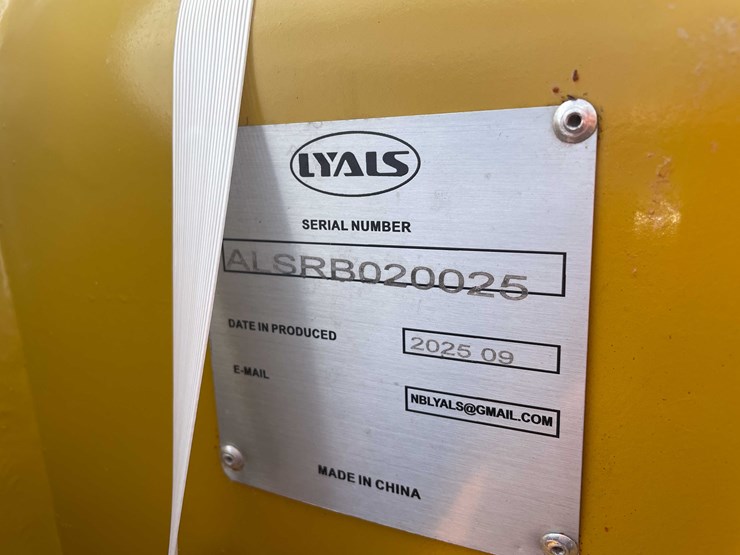 LYALS
SERIAL NUMBER
ALSRB020025
DATE IN PRODUCED
2025 09
E-MAIL
NBLYALS@GMAIL.COM
MADE IN CHINA